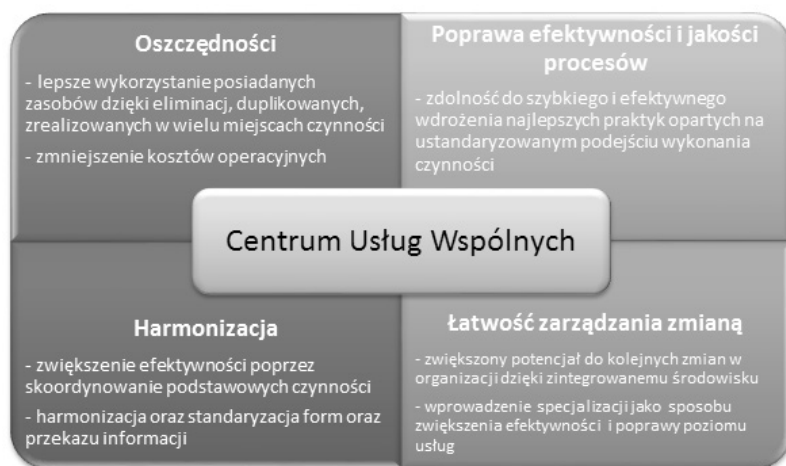 Oszczędności
- lepsze wykorzystanie posiadanych
zasobów dzięki eliminacj, duplikowanych,
zrealizowanych w wielu miejscach czynności
- zmniejszenie kosztów operacyjnych
Poprawa efektywności i jakości
procesów
- zdolność do szybkiego i efektywnego
wdrożenia najlepszych praktyk opartych na
ustandaryzowanym podejściu wykonania
czynności
Centrum Usług Wspólnych
Harmonizacja
- zwiększenie efektywności poprzez
skoordynowanie podstawowych czynności
- harmonizacja oraz standaryzacja form oraz
przekazu informacji
Łatwość zarządzania zmianą
- zwiększony potencjał do kolejnych zmian w
organizacji dzięki zintegrowanemu środowisku
- wprowadzenie specjalizacji jako sposobu
zwiększenia efektywności i poprawy poziomu
usług